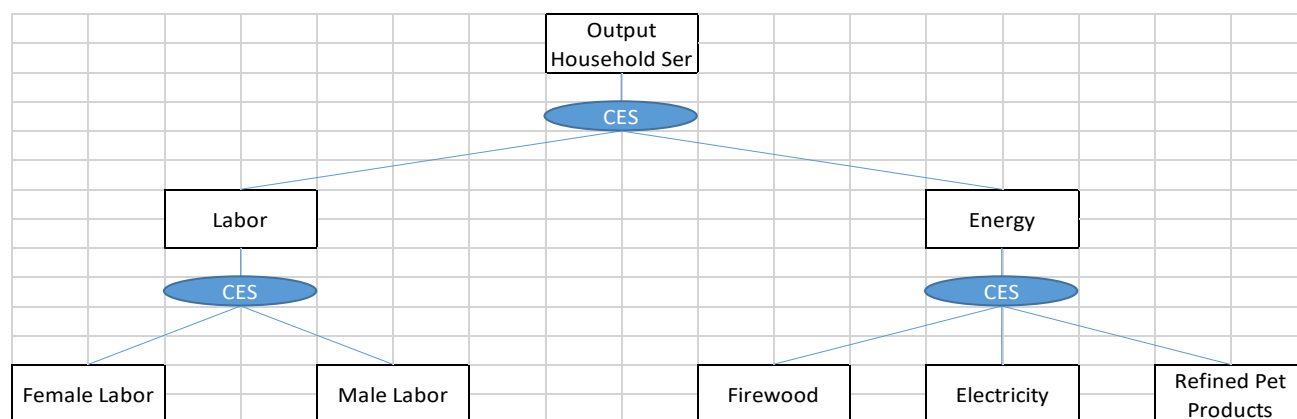 Output
Household Ser
CES
Labor
Energy
CES
CES
Female Labor
Male Labor
Firewood
Electricity
Refined Pet
Products